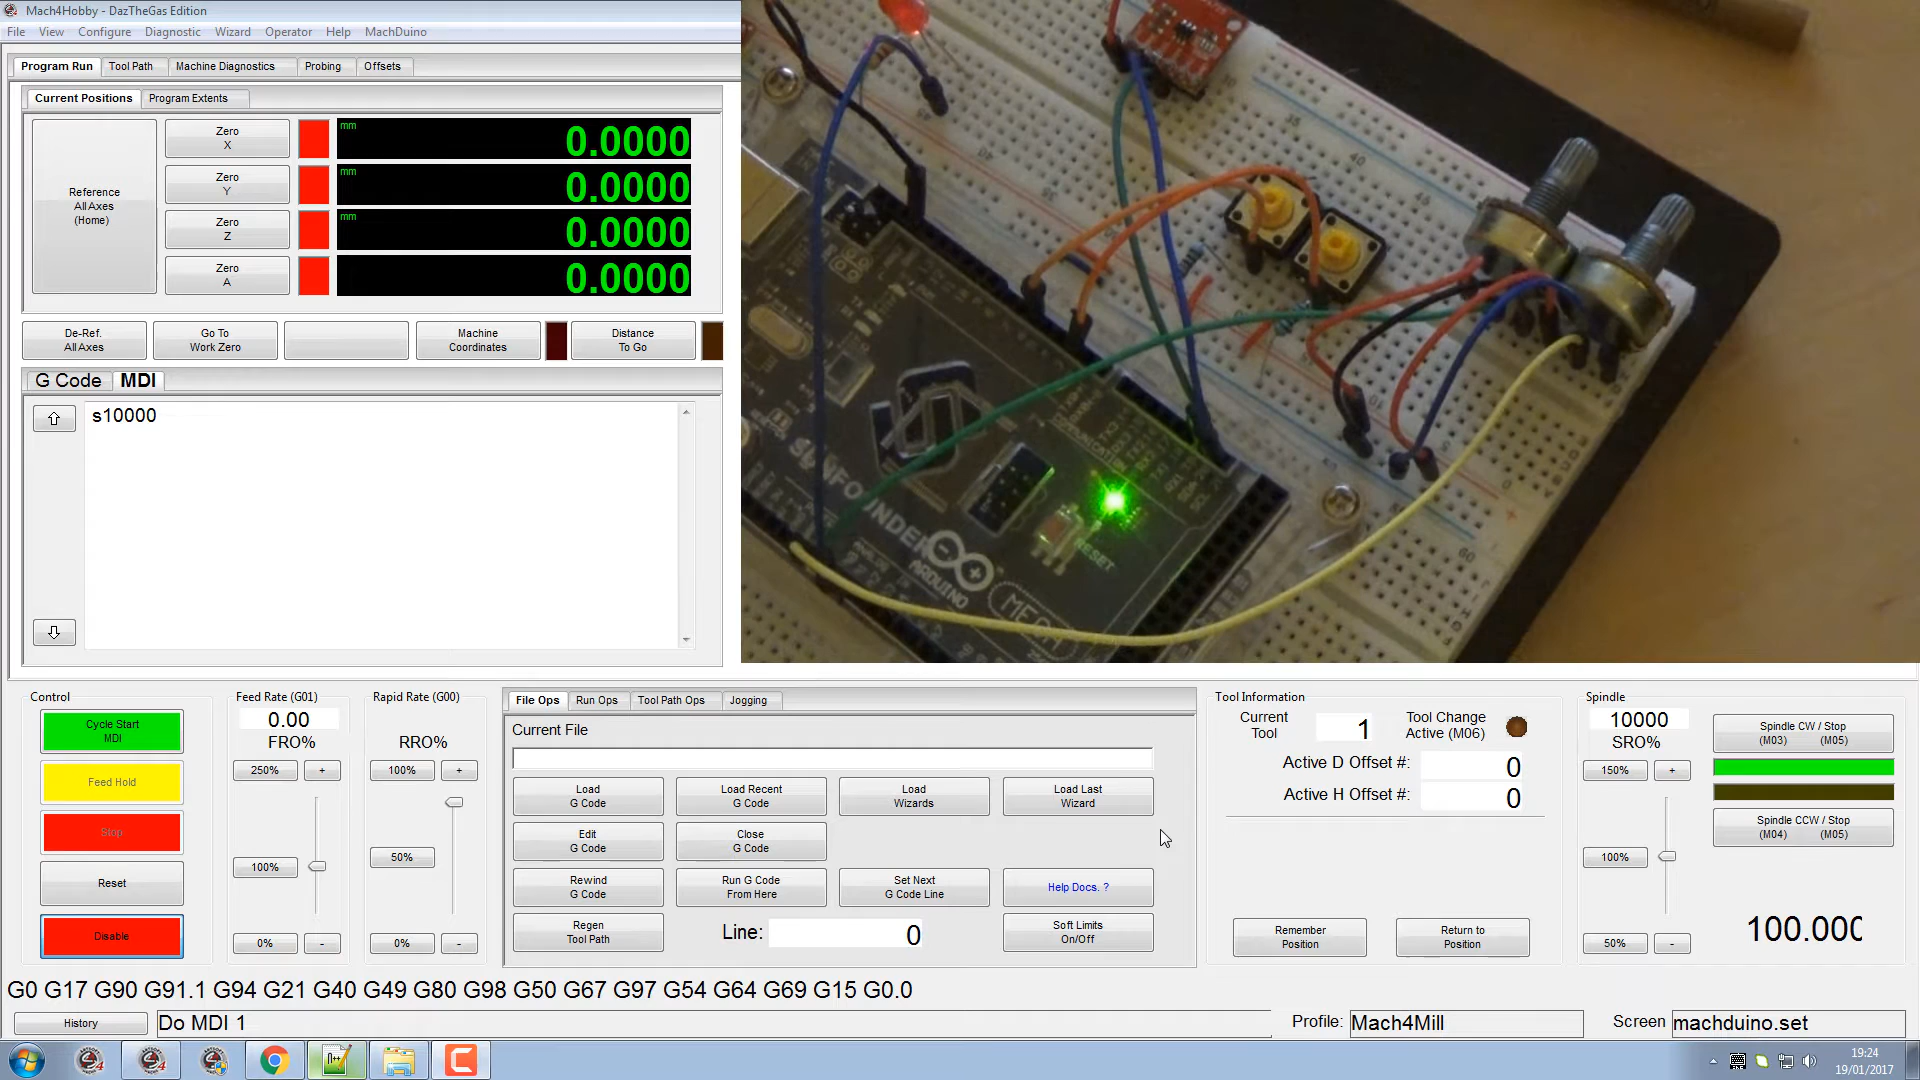 Mach4Hobby - DazTheGas Edition
File View Configure Diagnostic Wizard Operator Help MachDuino
Program Run Tool Path Machine Diagnostics Probing Offsets
Current Positions Program Extents
Reference
All Axes
(Home)
Zero
X
mm
0.0000
Zero
Y
mm
0.0000
Zero
Z
mm
0.0000
Zero
A
0.0000
De-Ref.
All Axes
Go To
Work Zero
Machine
Coordinates
Distance
To Go
G Code MDI
s10000
Control
Cycle Start
MDI
Feed Hold
Stop
Reset
Disable
Feed Rate (G01)
0.00
FRO%
250% +
100%
0% -
Rapid Rate (G00)
RRO%
100% +
50%
0% -
File Ops Run Ops Tool Path Ops Jogging
Current File
Load
G Code
Load Recent
G Code
Load
Wizards
Load Last
Wizard
Edit
G Code
Close
G Code
Rewind
G Code
Run G Code
From Here
Set Next
G Code Line
Help Docs. ?
Regen
Tool Path
Line: 0
Soft Limits
On/Off
Tool Information
Current
Tool
1
Tool Change
Active (M06)
Active D Offset #: 0
Active H Offset #: 0
Remember
Position
Return to
Position
Spindle
10000
SRO%
150% +
100%
50% -
Spindle CW / Stop
(M03) (M05)
Spindle CCW / Stop
(M04) (M05)
100.000
G0 G17 G90 G91.1 G94 G21 G40 G49 G80 G98 G50 G67 G97 G54 G64 G69 G15 G0.0
History Do MDI 1
Profile: Mach4Mill
Screen machduino.set
19:24
19/01/2017
COMMUNICATION
RESET
ARDUINO
MEGA